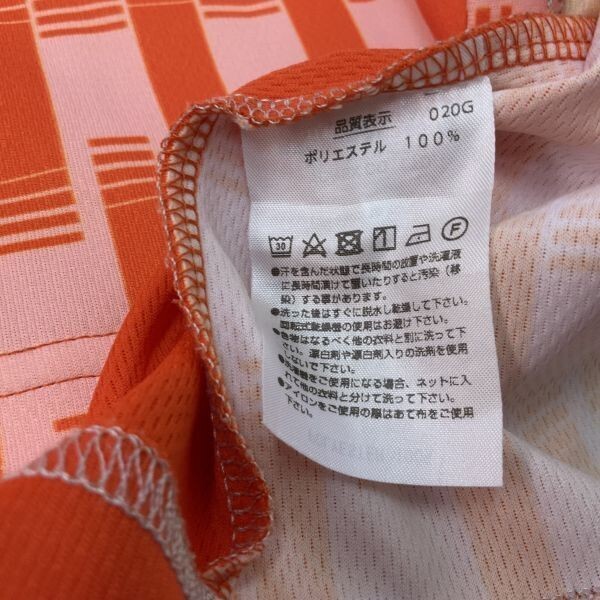 品質表示 020G
ポリエステル 100%
30 F
●汗を含んだ状態で長時間の放置や洗濯液
に長時間漬けて置いたりすると汚染（移
染）する事があります。
●洗った後はすぐに脱水し乾燥して下さい。
回転式乾燥機の使用はお避け下さい。
●色物はなるべく他の衣料と別に洗って下
さい。漂白剤や漂白剤入りの洗剤を使用
しないで下さい。
●洗濯機をご使用になる場合、ネットに入
れて他の衣料と分けて洗って下さい。
●アイロンをご使用の際はあて布をご使用